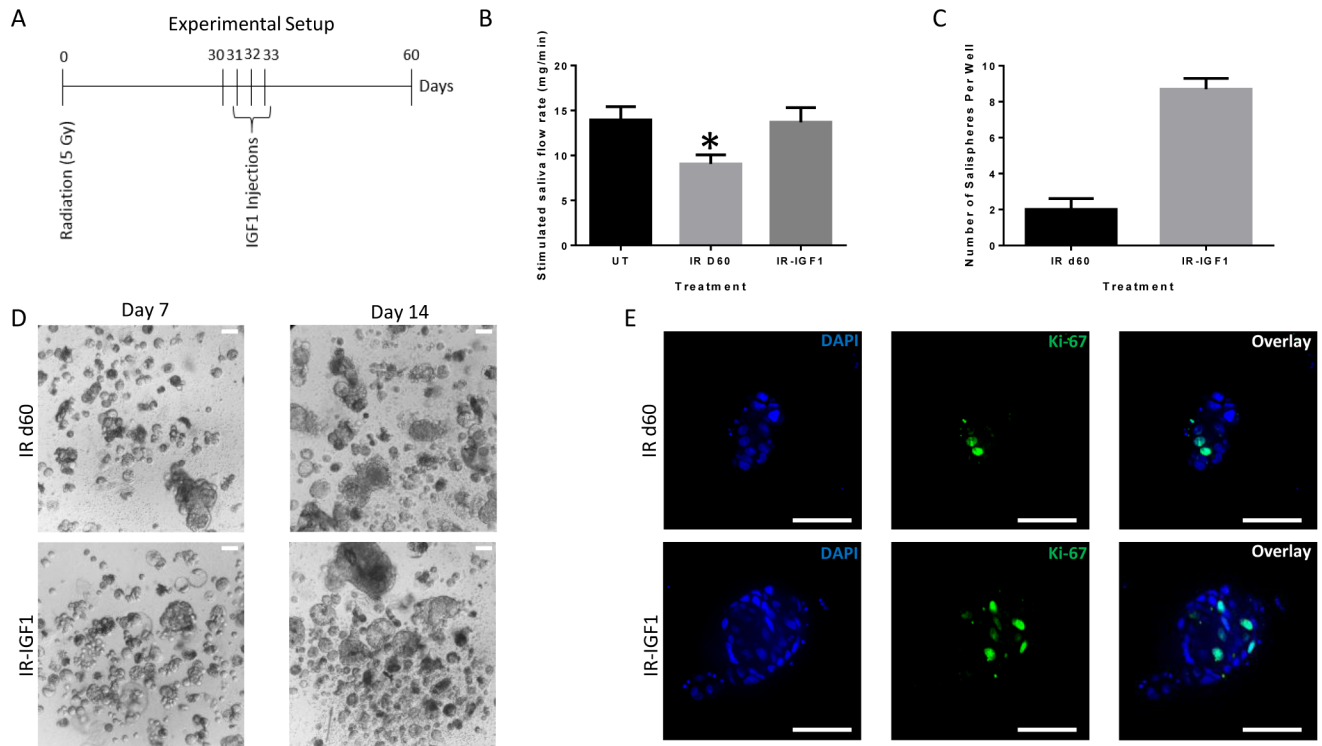 A
Experimental Setup
0
30
31
32
33
60
Days
Radiation (5 Gy)
IGF1 Injections
B
Stimulated saliva flow rate (mg/min)
20
15
10
5
0
*
UT
IR D60
IR-IGF1
Treatment
C
Number of Salispheres Per Well
10
8
6
4
2
0
IR d60
IR-IGF1
Treatment
D
Day 7
Day 14
IR d60
IR-IGF1
E
DAPI
Ki-67
Overlay
IR d60
DAPI
Ki-67
Overlay
IR-IGF1